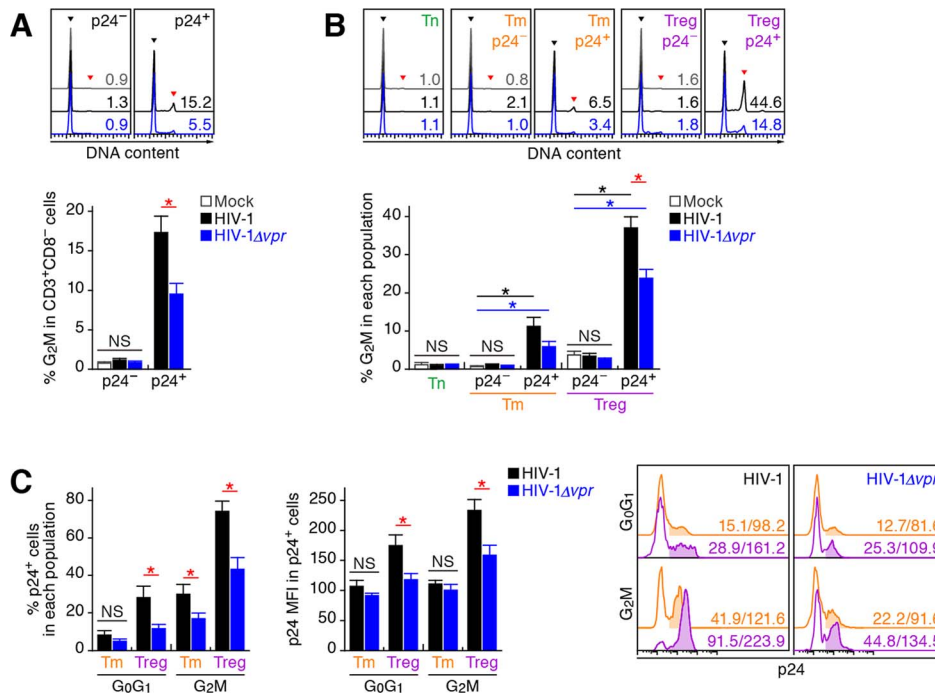 A
p24⁻ p24⁺
0.9
1.3 15.2
0.9 5.5
DNA content
% G₂M in CD3⁺CD8⁻ cells
20
15
10
5
0
Mock
HIV-1
HIV-1Δvpr
*
NS
p24⁻ p24⁺
B
Tn Tm Tm Treg Treg
p24⁻ p24⁺ p24⁻ p24⁺
1.0 0.8 1.6
1.1 2.1 6.5 1.6 44.6
1.1 1.0 3.4 1.8 14.8
DNA content
% G₂M in each population
40
30
20
10
0
Mock
HIV-1
HIV-1Δvpr
* *
*
*
*
NS NS NS
p24⁻ p24⁺ p24⁻ p24⁺
Tn Tm Treg
C
% p24⁺ cells
in each population
80
60
40
20
0
NS * * *
Tm Treg Tm Treg
G₀G₁ G₂M
p24 MFI in p24⁺ cells
250
200
150
100
50
0
HIV-1
HIV-1Δvpr
NS * NS *
Tm Treg Tm Treg
G₀G₁ G₂M
HIV-1 HIV-1Δvpr
G₀G₁
15.1/98.2 12.7/81.6
28.9/161.2 25.3/109.9
G₂M
41.9/121.6 22.2/91.6
91.5/223.9 44.8/134.5
p24